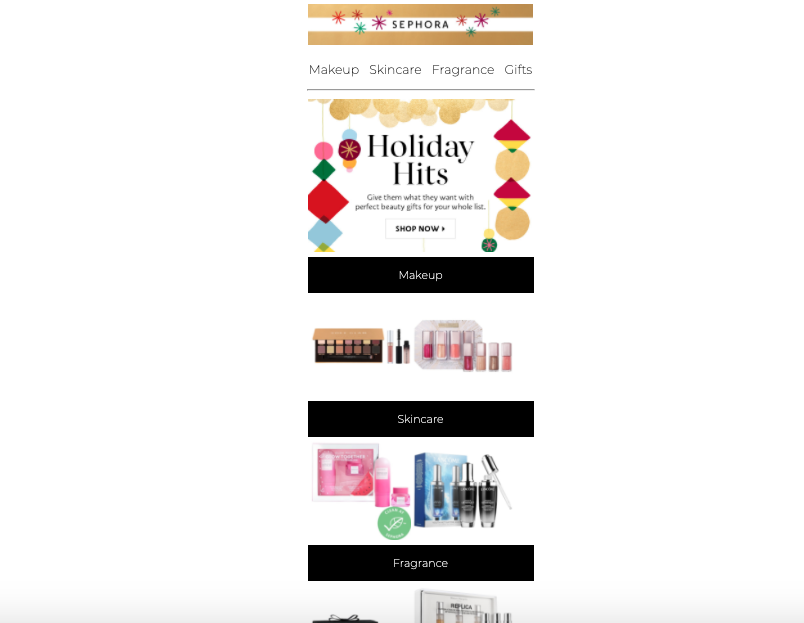 SEPHORA
Makeup Skincare Fragrance Gifts
Holiday
Hits
Give them what they want with
perfect beauty gifts for your whole list.
SHOP NOW
Makeup
Skincare
Fragrance
REPLICA